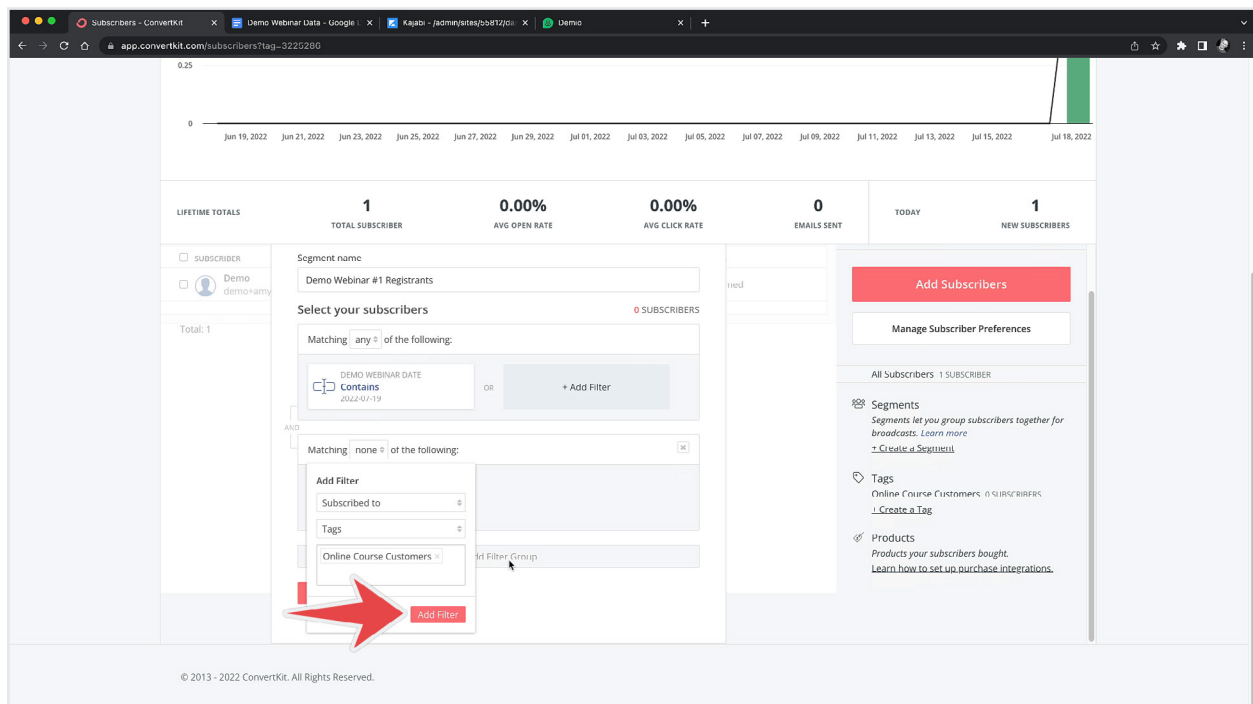 Subscribers - ConvertKit
Demo Webinar Data - Google
Kajabi - /admin/sites/55812/da
Demio
app.convertkit.com/subscribers?tag=3225286
0.25
0
Jun 19, 2022 Jun 21, 2022 Jun 23, 2022 Jun 25, 2022 Jun 27, 2022 Jun 29, 2022 Jul 01, 2022 Jul 03, 2022 Jul 05, 2022 Jul 07, 2022 Jul 09, 2022 Jul 11, 2022 Jul 13, 2022 Jul 15, 2022 Jul 18, 2022
LIFETIME TOTALS
1
TOTAL SUBSCRIBER
0.00%
AVG OPEN RATE
0.00%
AVG CLICK RATE
0
EMAILS SENT
TODAY
1
NEW SUBSCRIBERS
SUBSCRIBER
Demo
demo+amy
Total: 1
Segment name
Demo Webinar #1 Registrants
Select your subscribers
0 SUBSCRIBERS
Matching any of the following:
DEMO WEBINAR DATE
Contains
2022-07-19
OR
+ Add Filter
AND
Matching none of the following:
Add Filter
Subscribed to
Tags
Online Course Customers ×
dd Filter Group
Add Filter
Add Subscribers
Manage Subscriber Preferences
All Subscribers 1 SUBSCRIBER
Segments
Segments let you group subscribers together for
broadcasts. Learn more
+ Create a Segment
Tags
Online Course Customers 0 SUBSCRIBERS
+ Create a Tag
Products
Products your subscribers bought.
Learn how to set up purchase integrations.
© 2013 - 2022 ConvertKit. All Rights Reserved.